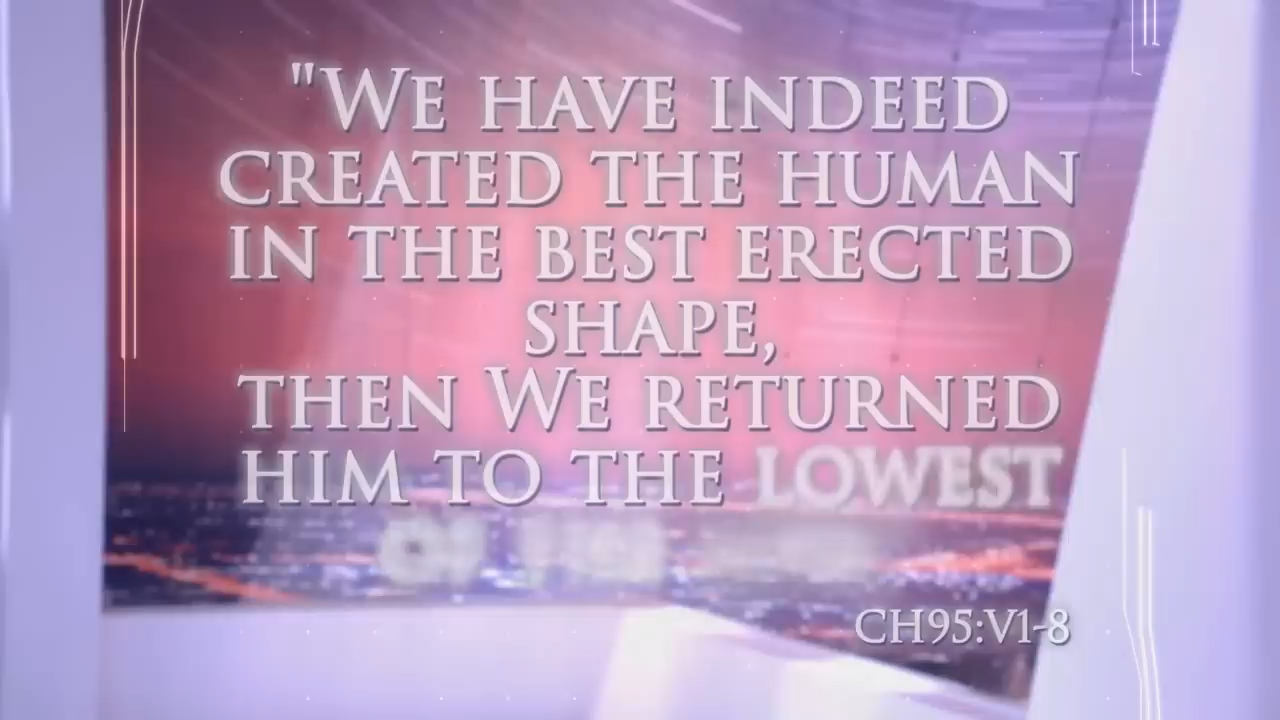 "WE HAVE INDEED
CREATED THE HUMAN
IN THE BEST ERECTED
SHAPE,
THEN WE RETURNED
HIM TO THE LOWEST
CH95:V1-8